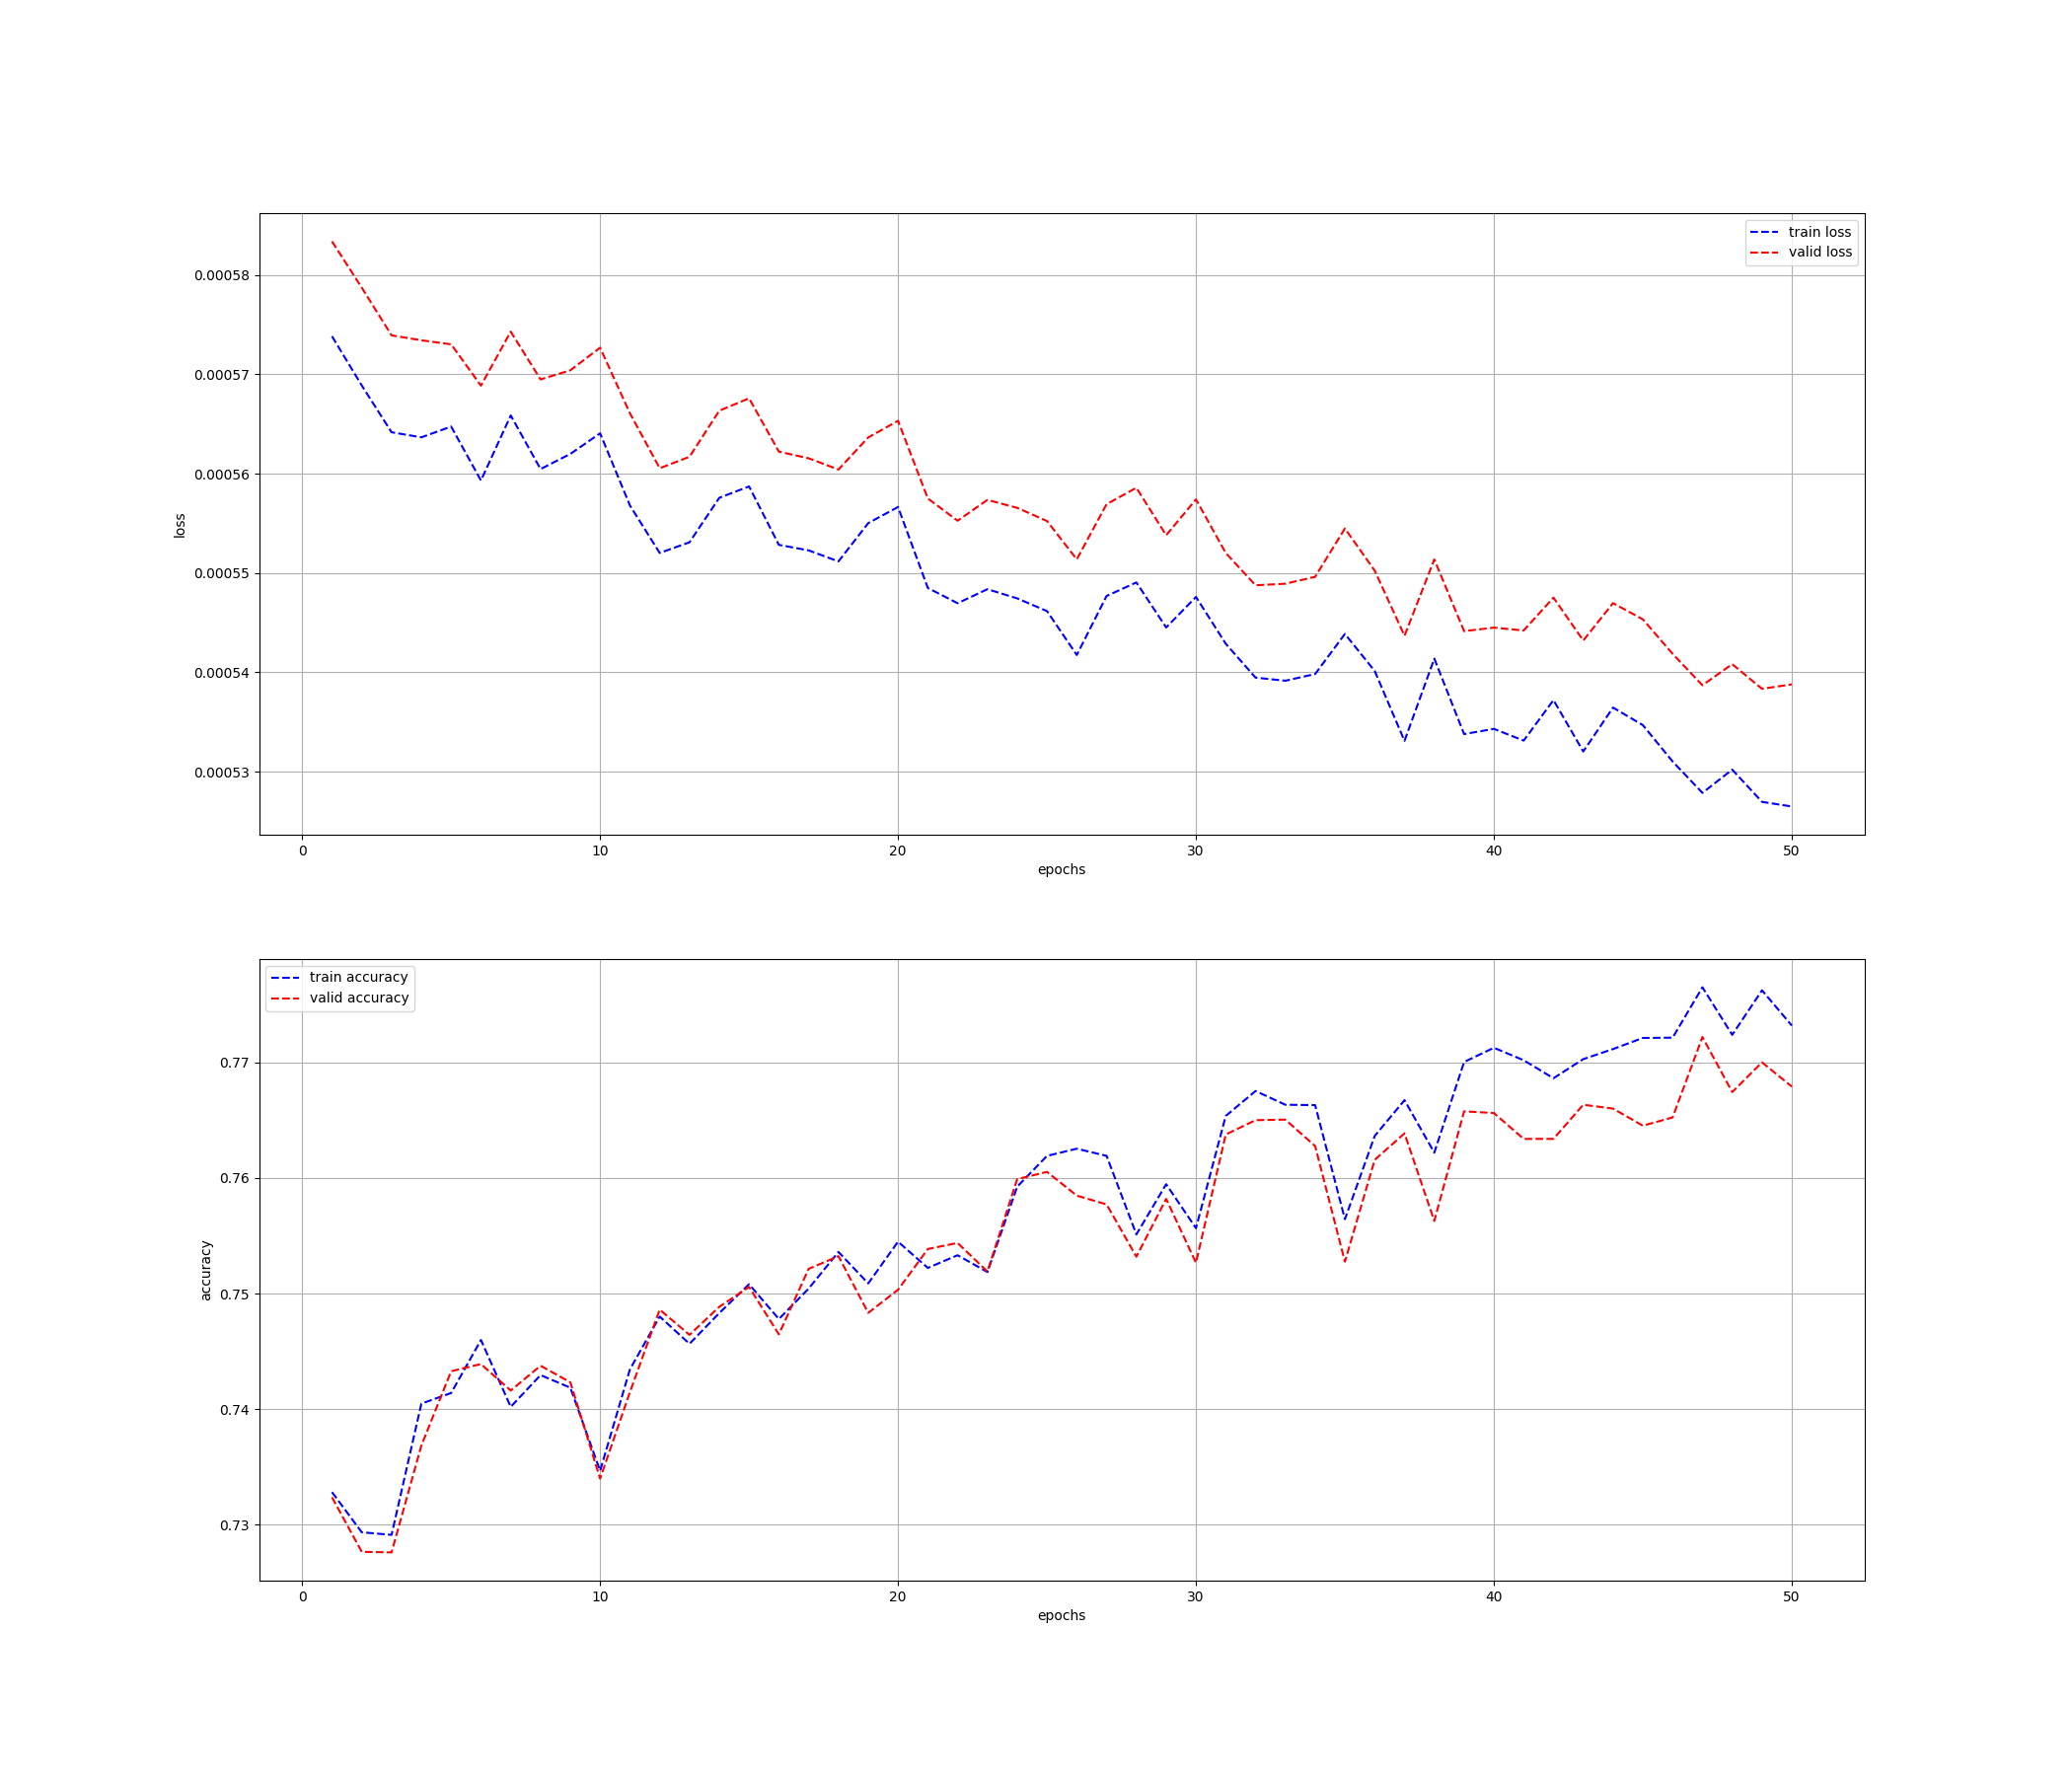 train loss
valid loss
0.00058
0.00057
0.00056
0.00055
0.00054
0.00053
loss
0 10 20 30 40 50
epochs
train accuracy
valid accuracy
0.77
0.76
0.75
0.74
0.73
accuracy
0 10 20 30 40 50
epochs